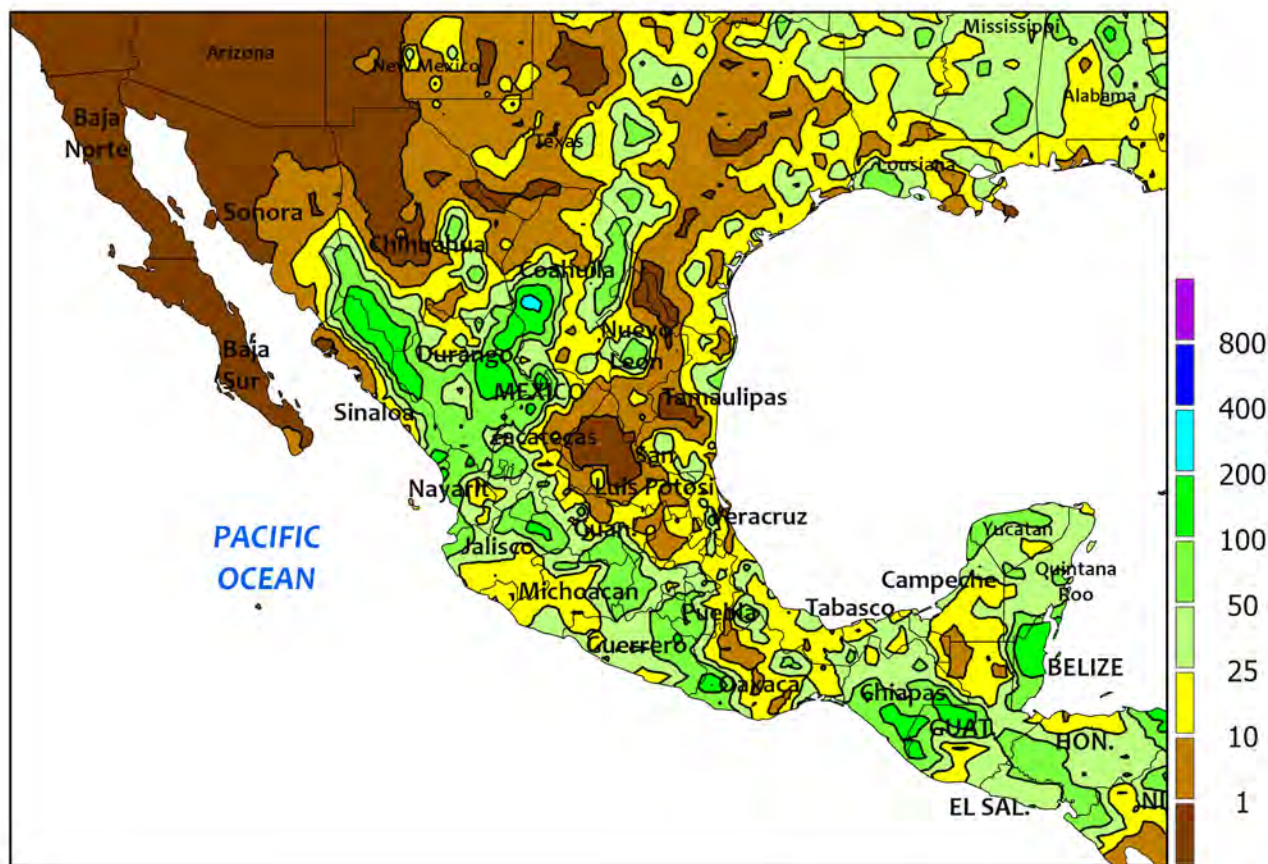 Mississippi
Arizona
New Mexico
Alabama
Baja
Norte
Texas
Lousiana
Sonora
Chihuahua
Coahuila
Nuevo
Leon
Durango
Baja
Sur
MEXICO
Tamaulipas
Sinaloa
Zacatecas
San
Luis Potosi
Nayarit
Guan.
Veracruz
Yucatan
PACIFIC
OCEAN
Jalisco
Quintana
Roo
Campeche
Michoacan
Puebla
Tabasco
Guerrero
BELIZE
Oaxaca
Chiapas
GUAT.
HON.
EL SAL.
NI
800
400
200
100
50
25
10
1